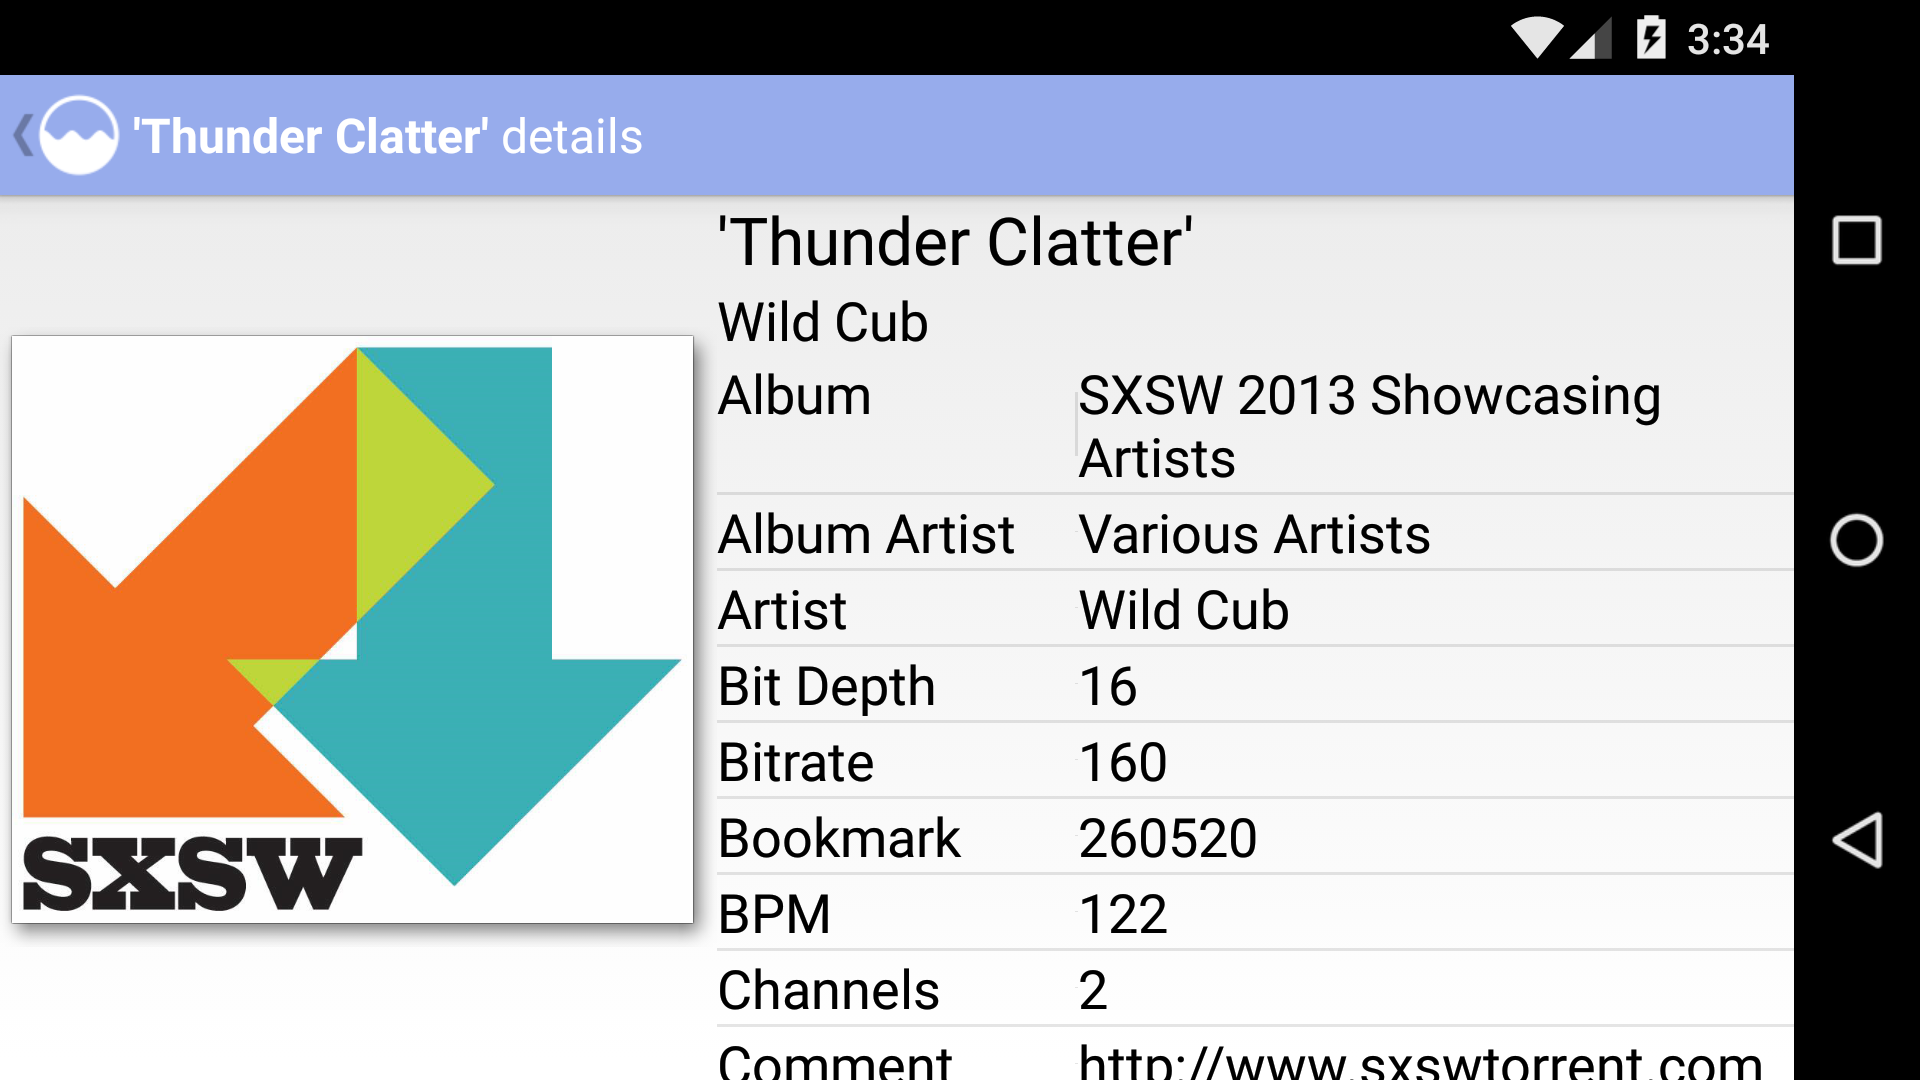 3:34
'Thunder Clatter' details
'Thunder Clatter'
Wild Cub
Album SXSW 2013 Showcasing
Artists
Album Artist Various Artists
Artist Wild Cub
Bit Depth 16
Bitrate 160
Bookmark 260520
BPM 122
Channels 2
Comment http://www.sxswtorrent.com
SXSW